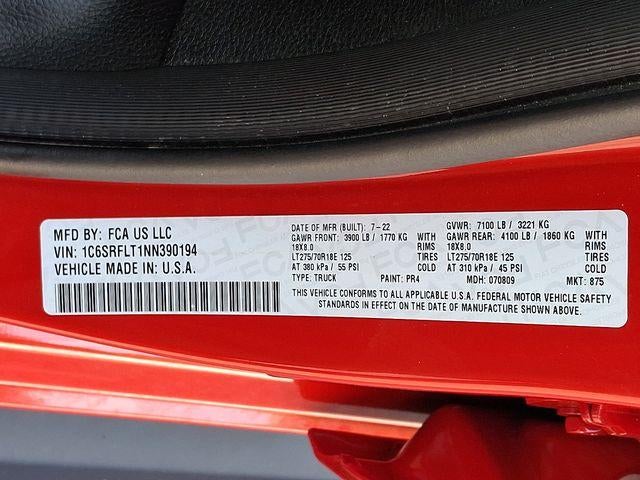 MFD BY: FCA US LLC
VIN: 1C6SRFLT1NN390194
VEHICLE MADE IN U.S.A.
DATE OF MFR (BUILT): 7-22
GVWR: 7100 LB / 3221 KG
GAWR FRONT: 3900 LB / 1770 KG WITH
18X8.0 RIMS
LT275/70R18E 125 TIRES
AT 380 kPa / 55 PSI COLD
GAWR REAR: 4100 LB / 1860 KG WITH
18X8.0 RIMS
LT275/70R18E 125 TIRES
AT 310 kPa / 45 PSI COLD
TYPE: TRUCK PAINT: PR4 MDH: 070809 MKT: 875
THIS VEHICLE CONFORMS TO ALL APPLICABLE U.S.A. FEDERAL MOTOR VEHICLE SAFETY
STANDARDS IN EFFECT ON THE DATE OF MANUFACTURE SHOWN ABOVE.